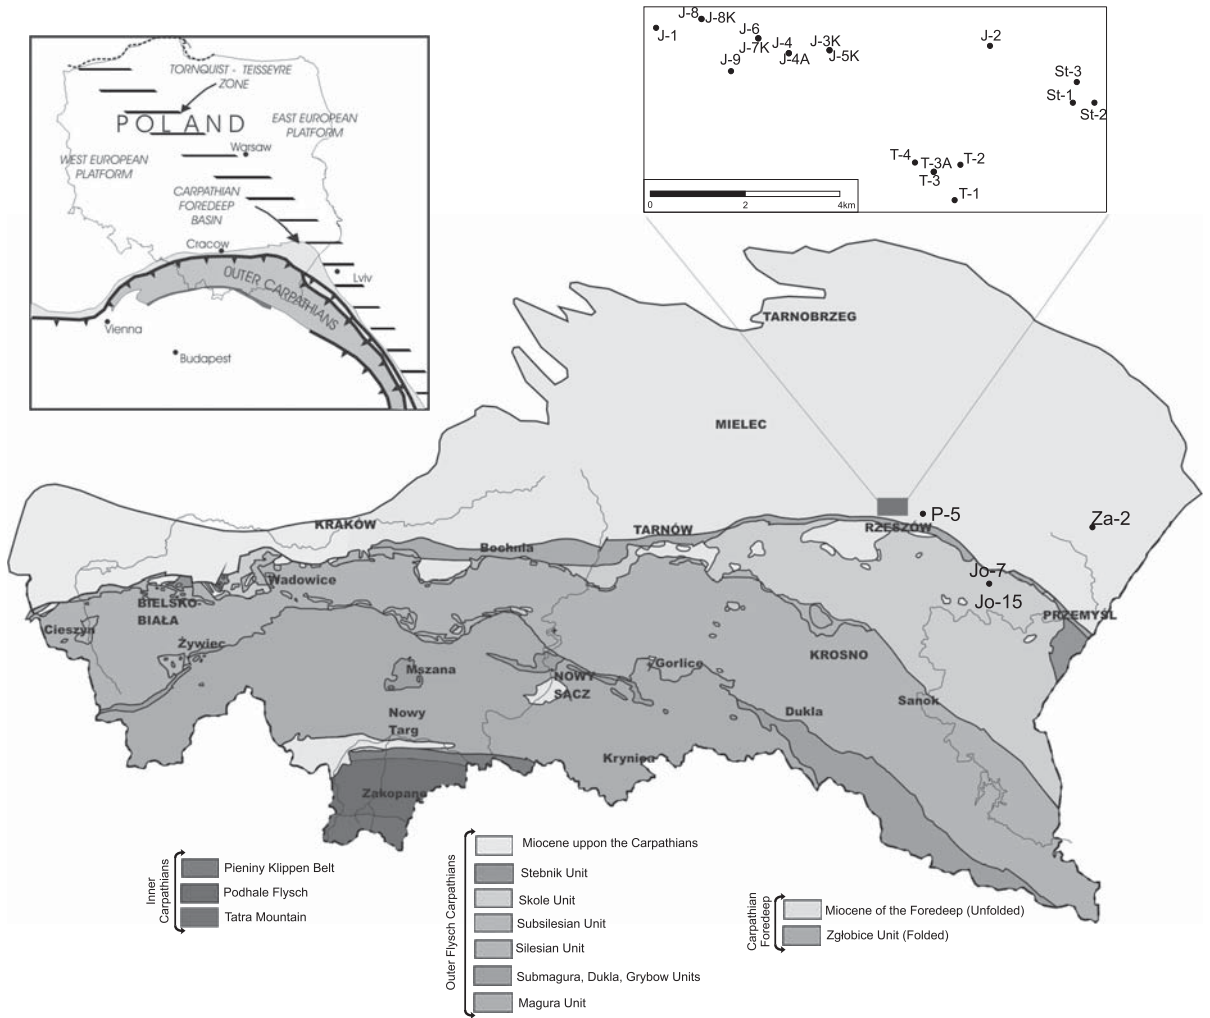 TORNQUIST - TEISSEYRE
ZONE
POLAND
EAST EUROPEAN
PLATFORM
Warsaw
WEST EUROPEAN
PLATFORM
CARPATHIAN
FOREDEEP
BASIN
Cracow
Lviv
OUTER CARPATHIANS
Vienna
Budapest
J-8
J-8K
J-1
J-6
J-7K
J-4
J-4A
J-3K
J-5K
J-9
J-2
St-3
St-1
St-2
T-4
T-3A
T-2
T-3
T-1
0 2 4km
TARNOBRZEG
MIELEC
KRAKÓW
TARNÓW
RZESZÓW
P-5
Za-2
Bochnia
Wadowice
Jo-7
Jo-15
BIELSKO-
BIAŁA
PRZEMYŚL
Cieszyn
Żywiec
Mszana
NOWY
SĄCZ
Gorlice
KROSNO
Sanok
Nowy
Targ
Dukla
Krynica
Zakopane
Inner
Carpathians
Pieniny Klippen Belt
Podhale Flysch
Tatra Mountain
Outer Flysch Carpathians
Miocene uppon the Carpathians
Stebnik Unit
Skole Unit
Subsilesian Unit
Silesian Unit
Submagura, Dukla, Grybow Units
Magura Unit
Carpathian
Foredeep
Miocene of the Foredeep (Unfolded)
Zgłobice Unit (Folded)